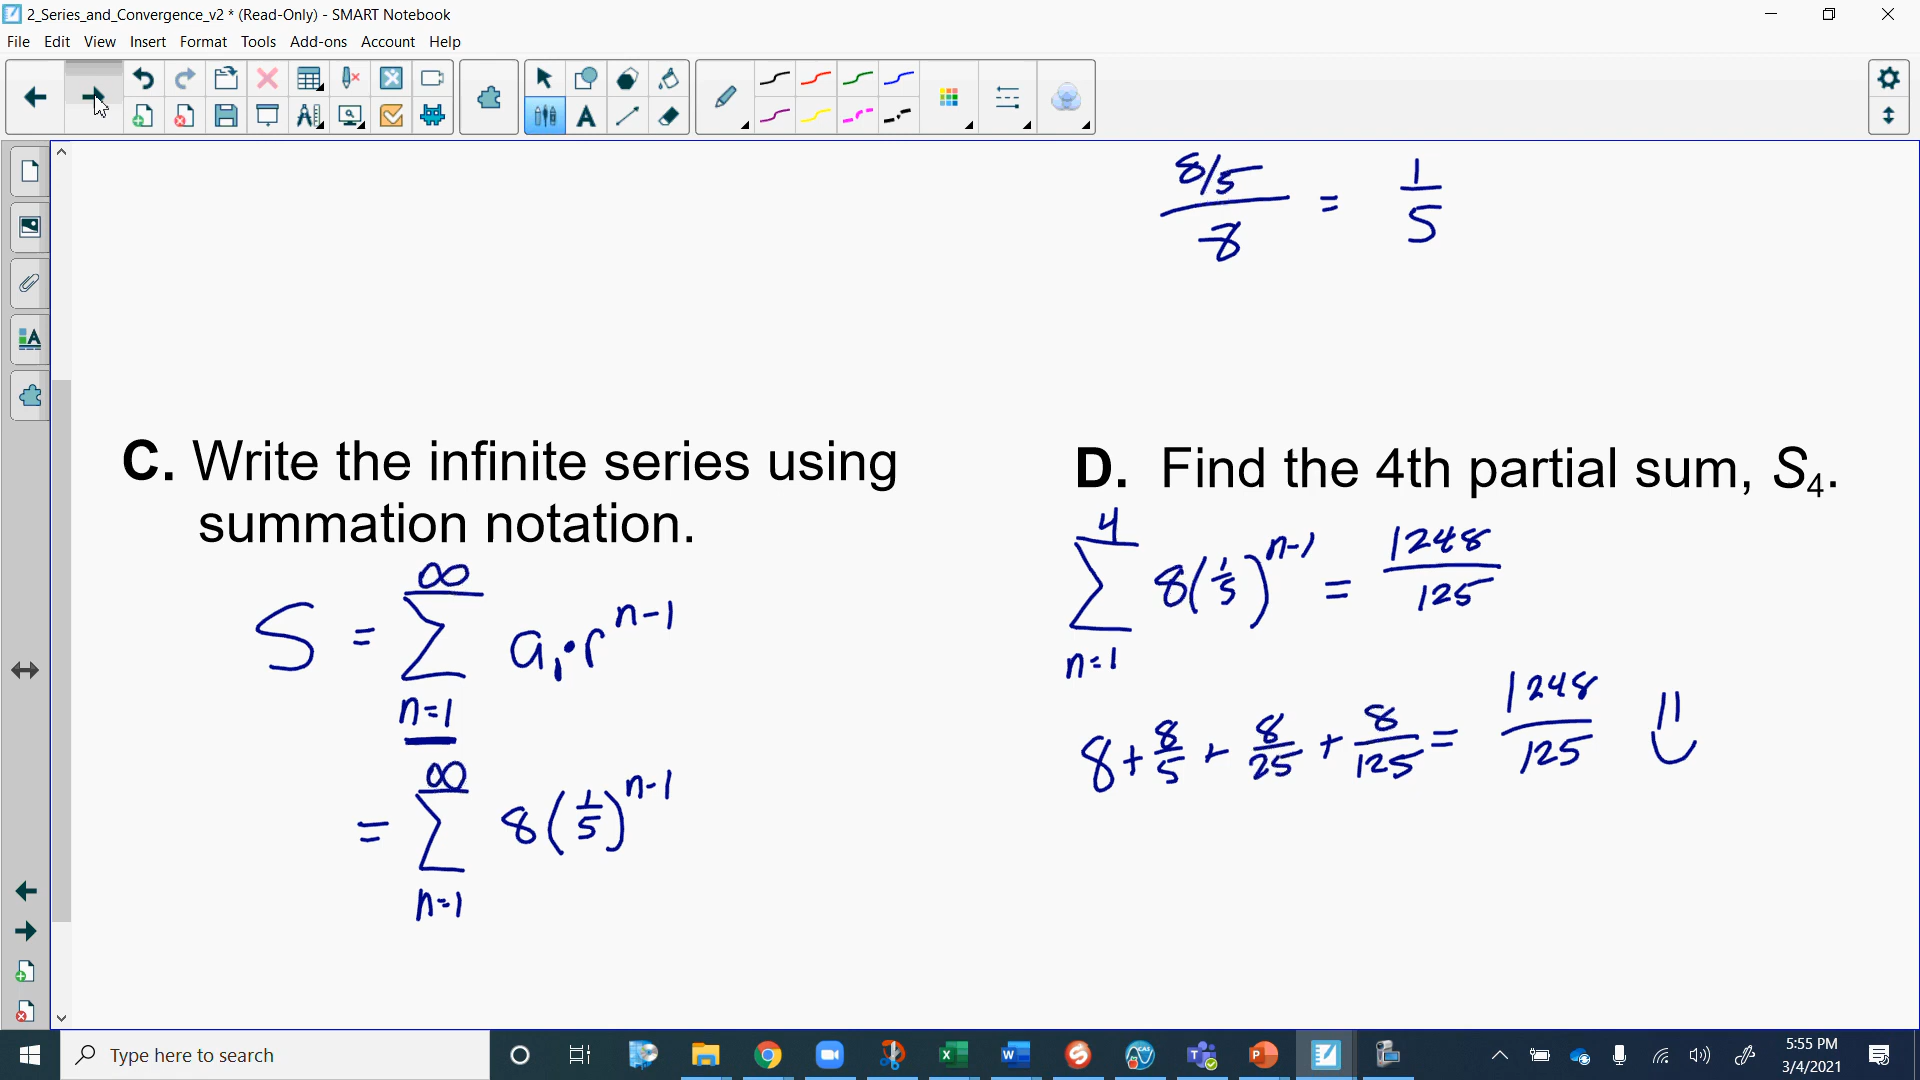 2_Series_and_Convergence_v2 * (Read-Only) - SMART Notebook
File Edit View Insert Format Tools Add-ons Account Help
8/5 / 8 = 1/5
C. Write the infinite series using
summation notation.
S = ∑_{n=1}^{∞} a₁·r^{n-1}
= ∑_{n=1}^{∞} 8(1/5)^{n-1}
D. Find the 4th partial sum, S₄.
∑_{n=1}^{4} 8(1/5)^{n-1} = 1248/125
8 + 8/5 + 8/25 + 8/125 = 1248/125
Type here to search
5:55 PM
3/4/2021